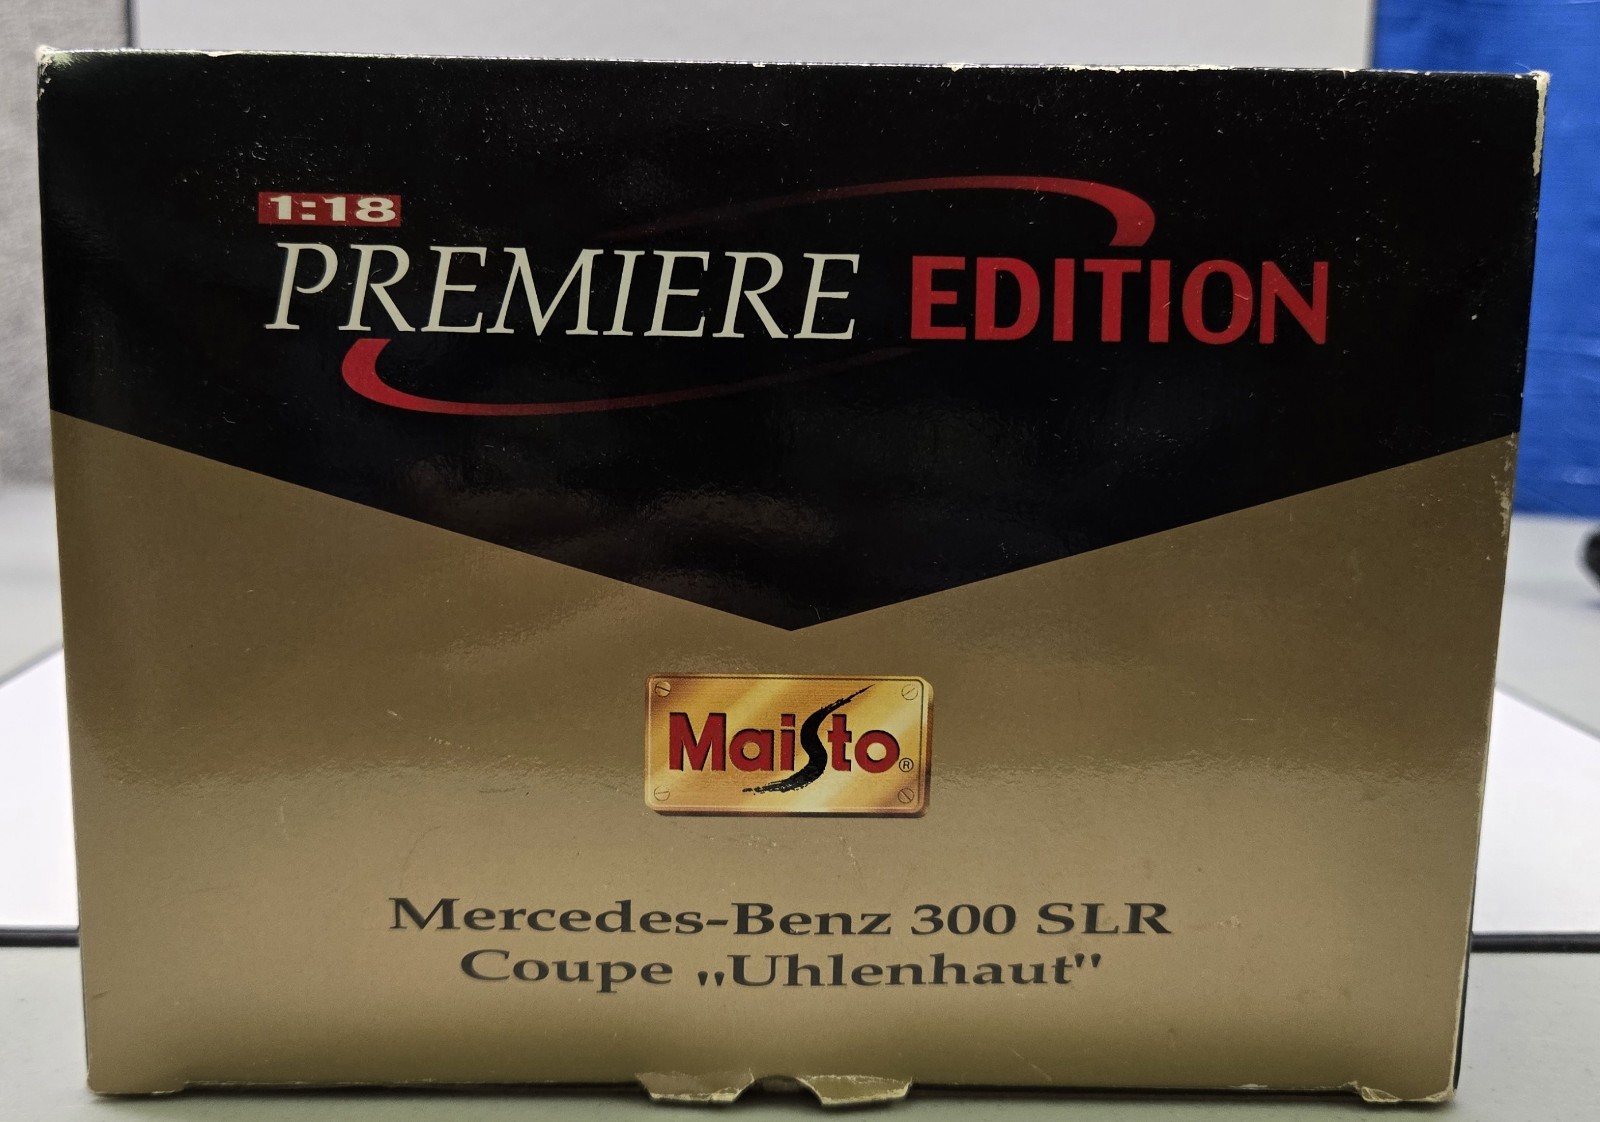 1:18
PREMIERE EDITION
Maisto®
Mercedes-Benz 300 SLR
Coupe „Uhlenhaut"